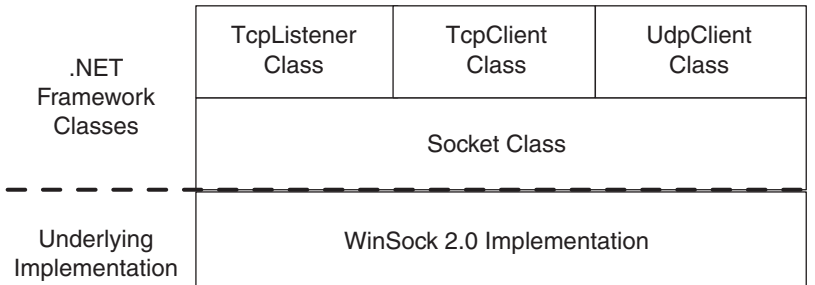 .NET
Framework
Classes
TcpListener
Class
TcpClient
Class
UdpClient
Class
Socket Class
Underlying
Implementation
WinSock 2.0 Implementation